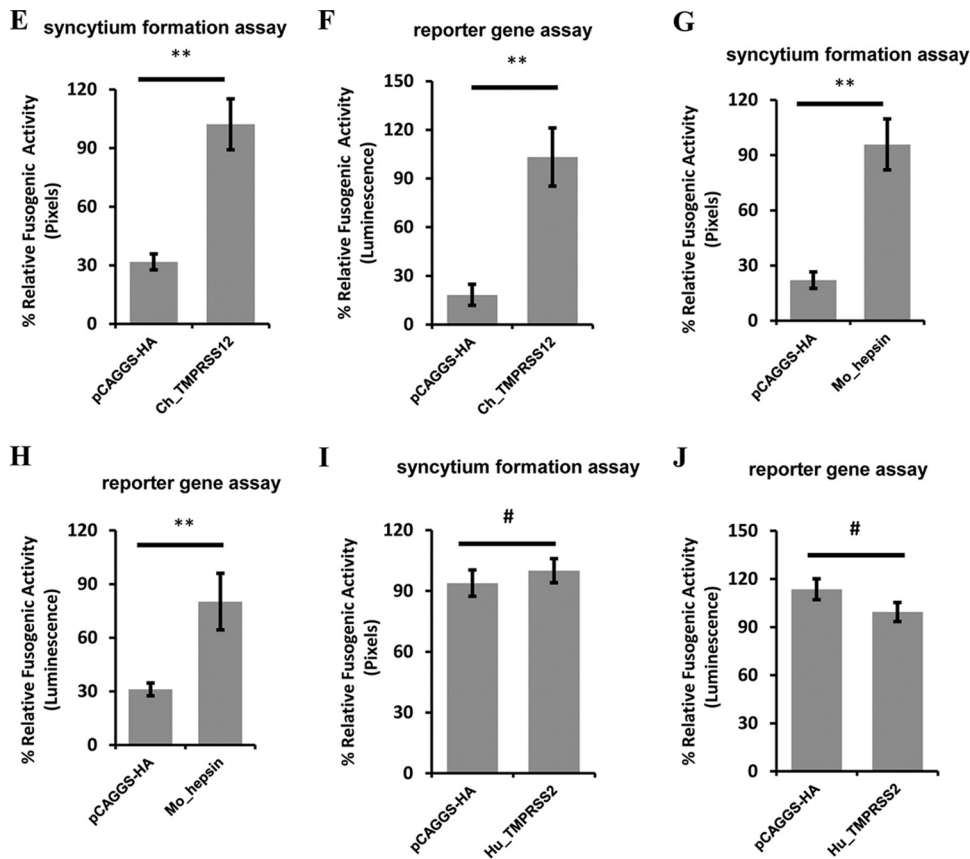 E
syncytium formation assay
**
% Relative Fusogenic Activity
(Pixels)
120
90
60
30
0
pCAGGS-HA
Ch_TMPRSS12
F
reporter gene assay
**
% Relative Fusogenic Activity
(Luminescence)
150
120
90
60
30
0
pCAGGS-HA
Ch_TMPRSS12
G
syncytium formation assay
**
% Relative Fusogenic Activity
(Pixels)
120
90
60
30
0
pCAGGS-HA
Mo_hepsin
H
reporter gene assay
**
% Relative Fusogenic Activity
(Luminescence)
120
90
60
30
0
pCAGGS-HA
Mo_hepsin
I
syncytium formation assay
#
% Relative Fusogenic Activity
(Pixels)
120
90
60
30
0
pCAGGS-HA
Hu_TMPRSS2
J
reporter gene assay
#
% Relative Fusogenic Activity
(Luminescence)
150
120
90
60
30
0
pCAGGS-HA
Hu_TMPRSS2